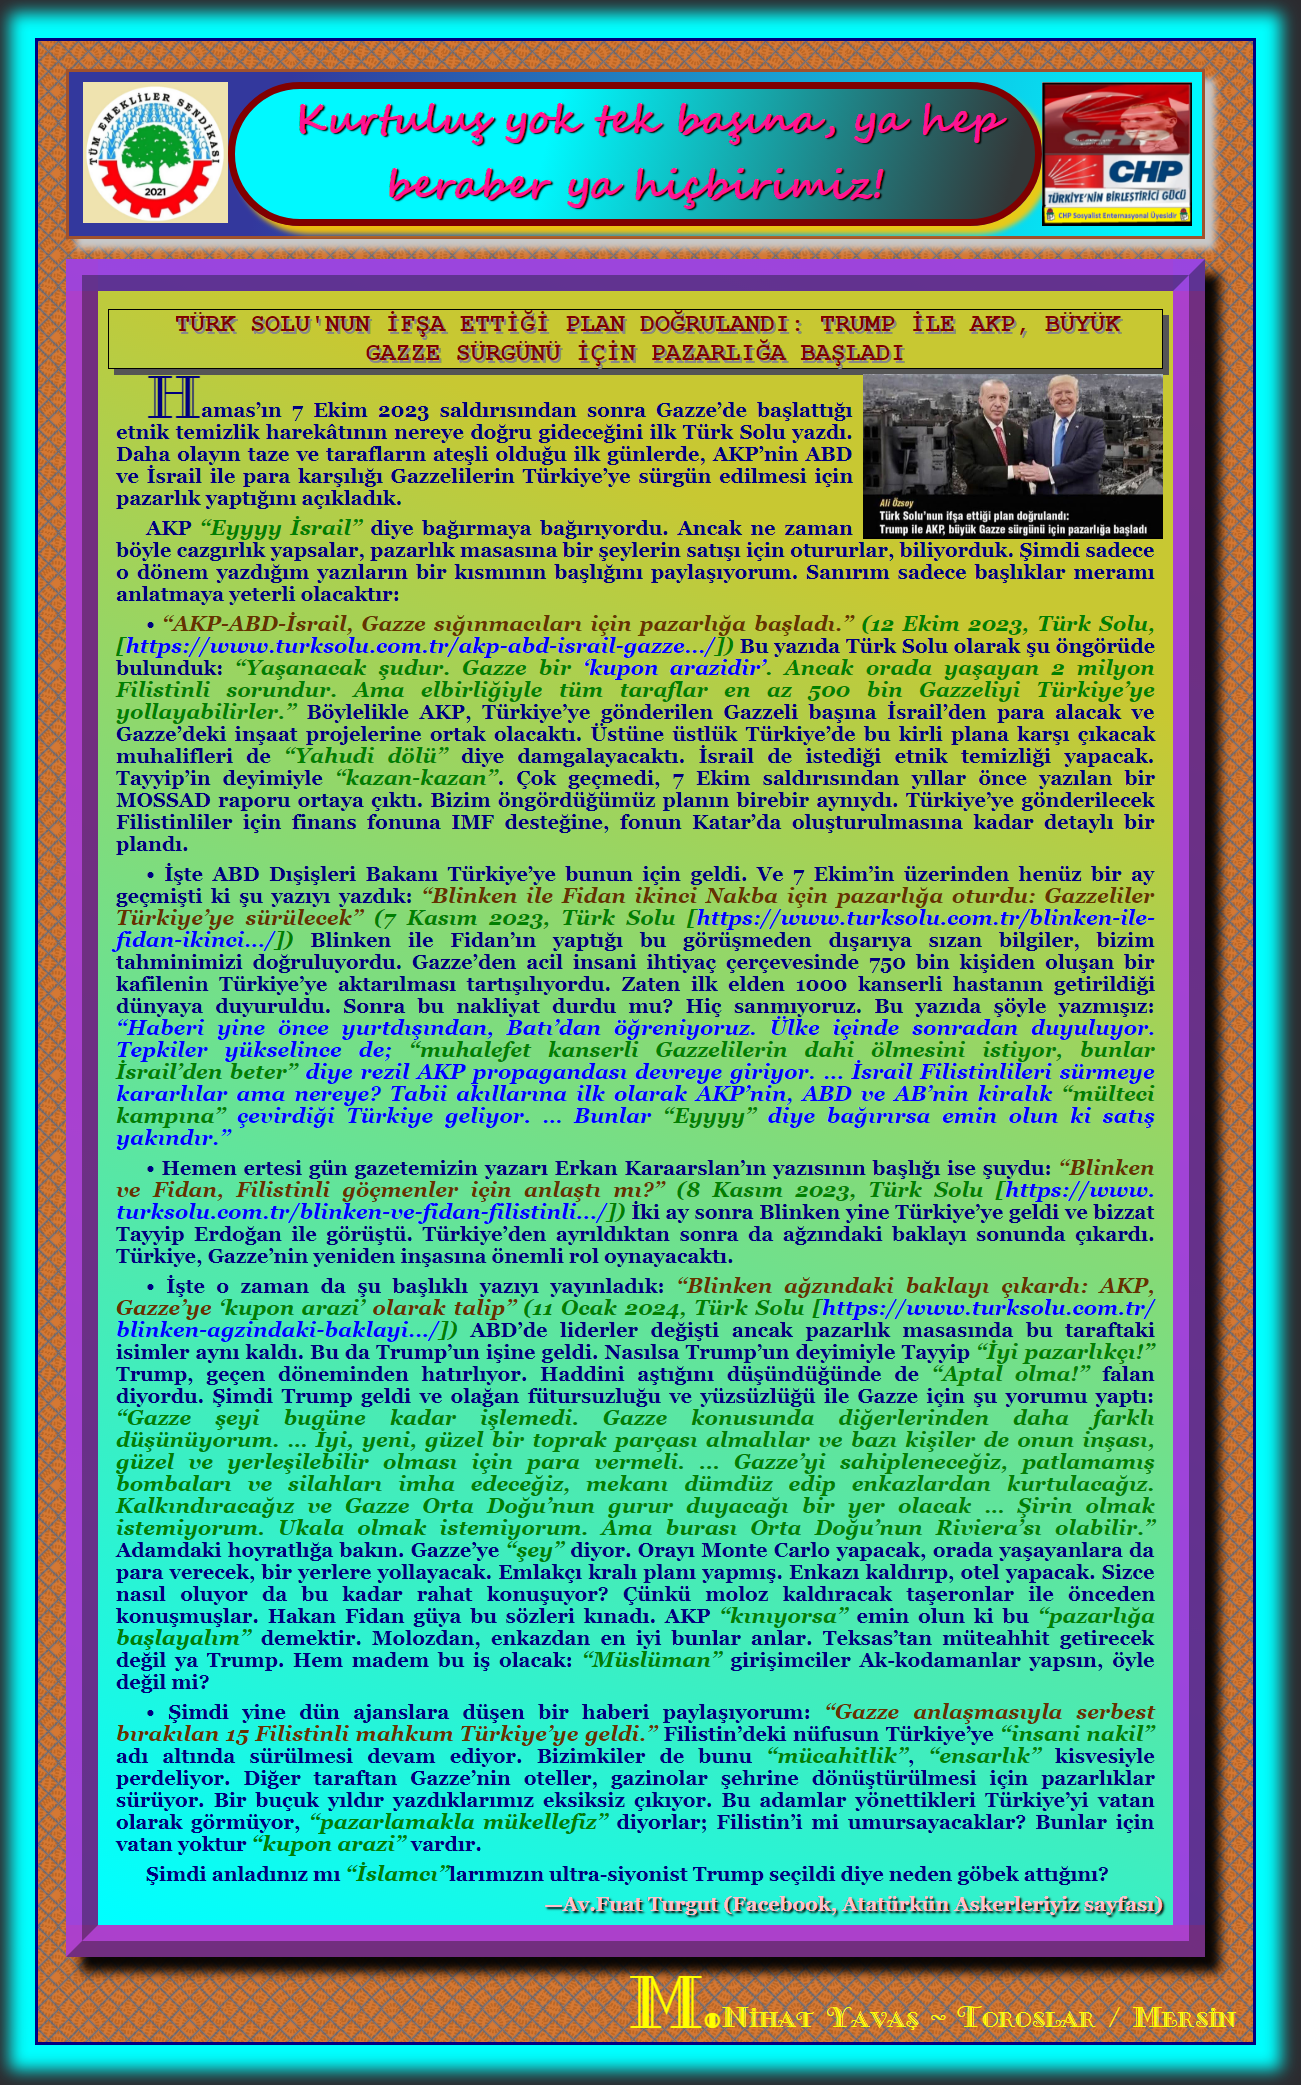 TÜM EMEKLİLER SENDİKASI
2021
Kurtuluş yok tek başına, ya hep
beraber ya hiçbirimiz!
CHP
CHP
TÜRKİYE'NİN BİRLEŞTİRİCİ GÜCÜ
CHP Sosyalist Enternasyonal Üyesidir
TÜRK SOLU'NUN İFŞA ETTİĞİ PLAN DOĞRULANDI: TRUMP İLE AKP, BÜYÜK
GAZZE SÜRGÜNÜ İÇİN PAZARLIĞA BAŞLADI
Hamas’ın 7 Ekim 2023 saldırısından sonra Gazze’de başlattığı
etnik temizlik harekâtının nereye doğru gideceğini ilk Türk Solu yazdı.
Daha olayın taze ve tarafların ateşli olduğu ilk günlerde, AKP’nin ABD
ve İsrail ile para karşılığı Gazzelilerin Türkiye’ye sürgün edilmesi için
pazarlık yaptığını açıkladık.
Ali Özsoy
Türk Solu'nun ifşa ettiği plan doğrulandı:
Trump ile AKP, büyük Gazze sürgünü için pazarlığa başladı
AKP “Eyyyy İsrail” diye bağırmaya bağırıyordu. Ancak ne zaman
böyle cazgırlık yapsalar, pazarlık masasına bir şeylerin satışı için otururlar, biliyorduk. Şimdi sadece
o dönem yazdığım yazıların bir kısmının başlığını paylaşıyorum. Sanırım sadece başlıklar meramı
anlatmaya yeterli olacaktır:
• “AKP-ABD-İsrail, Gazze sığınmacıları için pazarlığa başladı.” (12 Ekim 2023, Türk Solu,
[https://www.turksolu.com.tr/akp-abd-israil-gazze.../]) Bu yazıda Türk Solu olarak şu öngörüde
bulunduk: “Yaşanacak şudur. Gazze bir ‘kupon arazidir’. Ancak orada yaşayan 2 milyon
Filistinli sorundur. Ama elbirliğiyle tüm taraflar en az 500 bin Gazzeliyi Türkiye’ye
yollayabilirler.” Böylelikle AKP, Türkiye’ye gönderilen Gazzeli başına İsrail’den para alacak ve
Gazze’deki inşaat projelerine ortak olacaktı. Üstüne üstlük Türkiye’de bu kirli plana karşı çıkacak
muhalifleri de “Yahudi dölü” diye damgalayacaktı. İsrail de istediği etnik temizliği yapacak.
Tayyip’in deyimiyle “kazan-kazan”. Çok geçmedi, 7 Ekim saldırısından yıllar önce yazılan bir
MOSSAD raporu ortaya çıktı. Bizim öngördüğümüz planın birebir aynıydı. Türkiye’ye gönderilecek
Filistinliler için finans fonuna IMF desteğine, fonun Katar’da oluşturulmasına kadar detaylı bir
plandı.
• İşte ABD Dışişleri Bakanı Türkiye’ye bunun için geldi. Ve 7 Ekim’in üzerinden henüz bir ay
geçmişti ki şu yazıyı yazdık: “Blinken ile Fidan ikinci Nakba için pazarlığa oturdu: Gazzeliler
Türkiye’ye sürülecek” (7 Kasım 2023, Türk Solu [https://www.turksolu.com.tr/blinken-ile-
fidan-ikinci.../]) Blinken ile Fidan’ın yaptığı bu görüşmeden dışarıya sızan bilgiler, bizim
tahminimizi doğruluyordu. Gazze’den acil insani ihtiyaç çerçevesinde 750 bin kişiden oluşan bir
kafilenin Türkiye’ye aktarılması tartışılıyordu. Zaten ilk elden 1000 kanserli hastanın getirildiği
dünyaya duyuruldu. Sonra bu nakliyat durdu mu? Hiç sanmıyoruz. Bu yazıda şöyle yazmışız:
“Haberi yine önce yurtdışından, Batı’dan öğreniyoruz. Ülke içinde sonradan duyuluyor.
Tepkiler yükselince de; “muhalefet kanserli Gazzelilerin dahi ölmesini istiyor, bunlar
İsrail’den beter” diye rezil AKP propagandası devreye giriyor. ... İsrail Filistinlileri sürmeye
kararlılar ama nereye? Tabii akıllarına ilk olarak AKP’nin, ABD ve AB’nin kiralık “mülteci
kampına” çevirdiği Türkiye geliyor. ... Bunlar “Eyyyy” diye bağırırsa emin olun ki satış
yakındır.”
• Hemen ertesi gün gazetemizin yazarı Erkan Karaarslan’ın yazısının başlığı ise şuydu: “Blinken
ve Fidan, Filistinli göçmenler için anlaştı mı?” (8 Kasım 2023, Türk Solu [https://www.
turksolu.com.tr/blinken-ve-fidan-filistinli.../]) İki ay sonra Blinken yine Türkiye’ye geldi ve bizzat
Tayyip Erdoğan ile görüştü. Türkiye’den ayrıldıktan sonra da ağzındaki baklayı sonunda çıkardı.
Türkiye, Gazze’nin yeniden inşasına önemli rol oynayacaktı.
• İşte o zaman da şu başlıklı yazıyı yayınladık: “Blinken ağzındaki baklayı çıkardı: AKP,
Gazze’ye ‘kupon arazi’ olarak talip” (11 Ocak 2024, Türk Solu [https://www.turksolu.com.tr/
blinken-agzindaki-baklayi.../]) ABD’de liderler değişti ancak pazarlık masasında bu taraftaki
isimler aynı kaldı. Bu da Trump’un işine geldi. Nasılsa Trump’un deyimiyle Tayyip “İyi pazarlıkçı!”
Trump, geçen döneminden hatırlıyor. Haddini aştığını düşündüğünde de “Aptal olma!” falan
diyordu. Şimdi Trump geldi ve olağan fütursuzluğu ve yüzsüzlüğü ile Gazze için şu yorumu yaptı:
“Gazze şeyi bugüne kadar işlemedi. Gazze konusunda diğerlerinden daha farklı
düşünüyorum. ... İyi, yeni, güzel bir toprak parçası almalılar ve bazı kişiler de onun inşası,
güzel ve yerleşilebilir olması için para vermeli. ... Gazze’yi sahipleneceğiz, patlamamış
bombaları ve silahları imha edeceğiz, mekanı dümdüz edip enkazlardan kurtulacağız.
Kalkındıracağız ve Gazze Orta Doğu’nun gurur duyacağı bir yer olacak ... Şirin olmak
istemiyorum. Ukala olmak istemiyorum. Ama burası Orta Doğu’nun Riviera’sı olabilir.”
Adamdaki hoyratlığa bakın. Gazze’ye “şey” diyor. Orayı Monte Carlo yapacak, orada yaşayanlara da
para verecek, bir yerlere yollayacak. Emlakçı kralı planı yapmış. Enkazı kaldırıp, otel yapacak. Sizce
nasıl oluyor da bu kadar rahat konuşuyor? Çünkü moloz kaldıracak taşeronlar ile önceden
konuşmuşlar. Hakan Fidan güya bu sözleri kınadı. AKP “kınıyorsa” emin olun ki bu “pazarlığa
başlayalım” demektir. Molozdan, enkazdan en iyi bunlar anlar. Teksas’tan müteahhit getirecek
değil ya Trump. Hem madem bu iş olacak: “Müslüman” girişimciler Ak-kodamanlar yapsın, öyle
değil mi?
• Şimdi yine dün ajanslara düşen bir haberi paylaşıyorum: “Gazze anlaşmasıyla serbest
bırakılan 15 Filistinli mahkum Türkiye’ye geldi.” Filistin’deki nüfusun Türkiye’ye “insani nakil”
adı altında sürülmesi devam ediyor. Bizimkiler de bunu “mücahitlik”, “ensarlık” kisvesiyle
perdeliyor. Diğer taraftan Gazze’nin oteller, gazinolar şehrine dönüştürülmesi için pazarlıklar
sürüyor. Bir buçuk yıldır yazdıklarımız eksiksiz çıkıyor. Bu adamlar yönettikleri Türkiye’yi vatan
olarak görmüyor, “pazarlamakla mükellefiz” diyorlar; Filistin’i mi umursayacaklar? Bunlar için
vatan yoktur “kupon arazi” vardır.
Şimdi anladınız mı “İslamcı”larımızın ultra-siyonist Trump seçildi diye neden göbek attığını?
—Av.Fuat Turgut (Facebook, Atatürkün Askerleriyiz sayfası)
M.NİHAT YAVAŞ ~ TOROSLAR / MERSİN